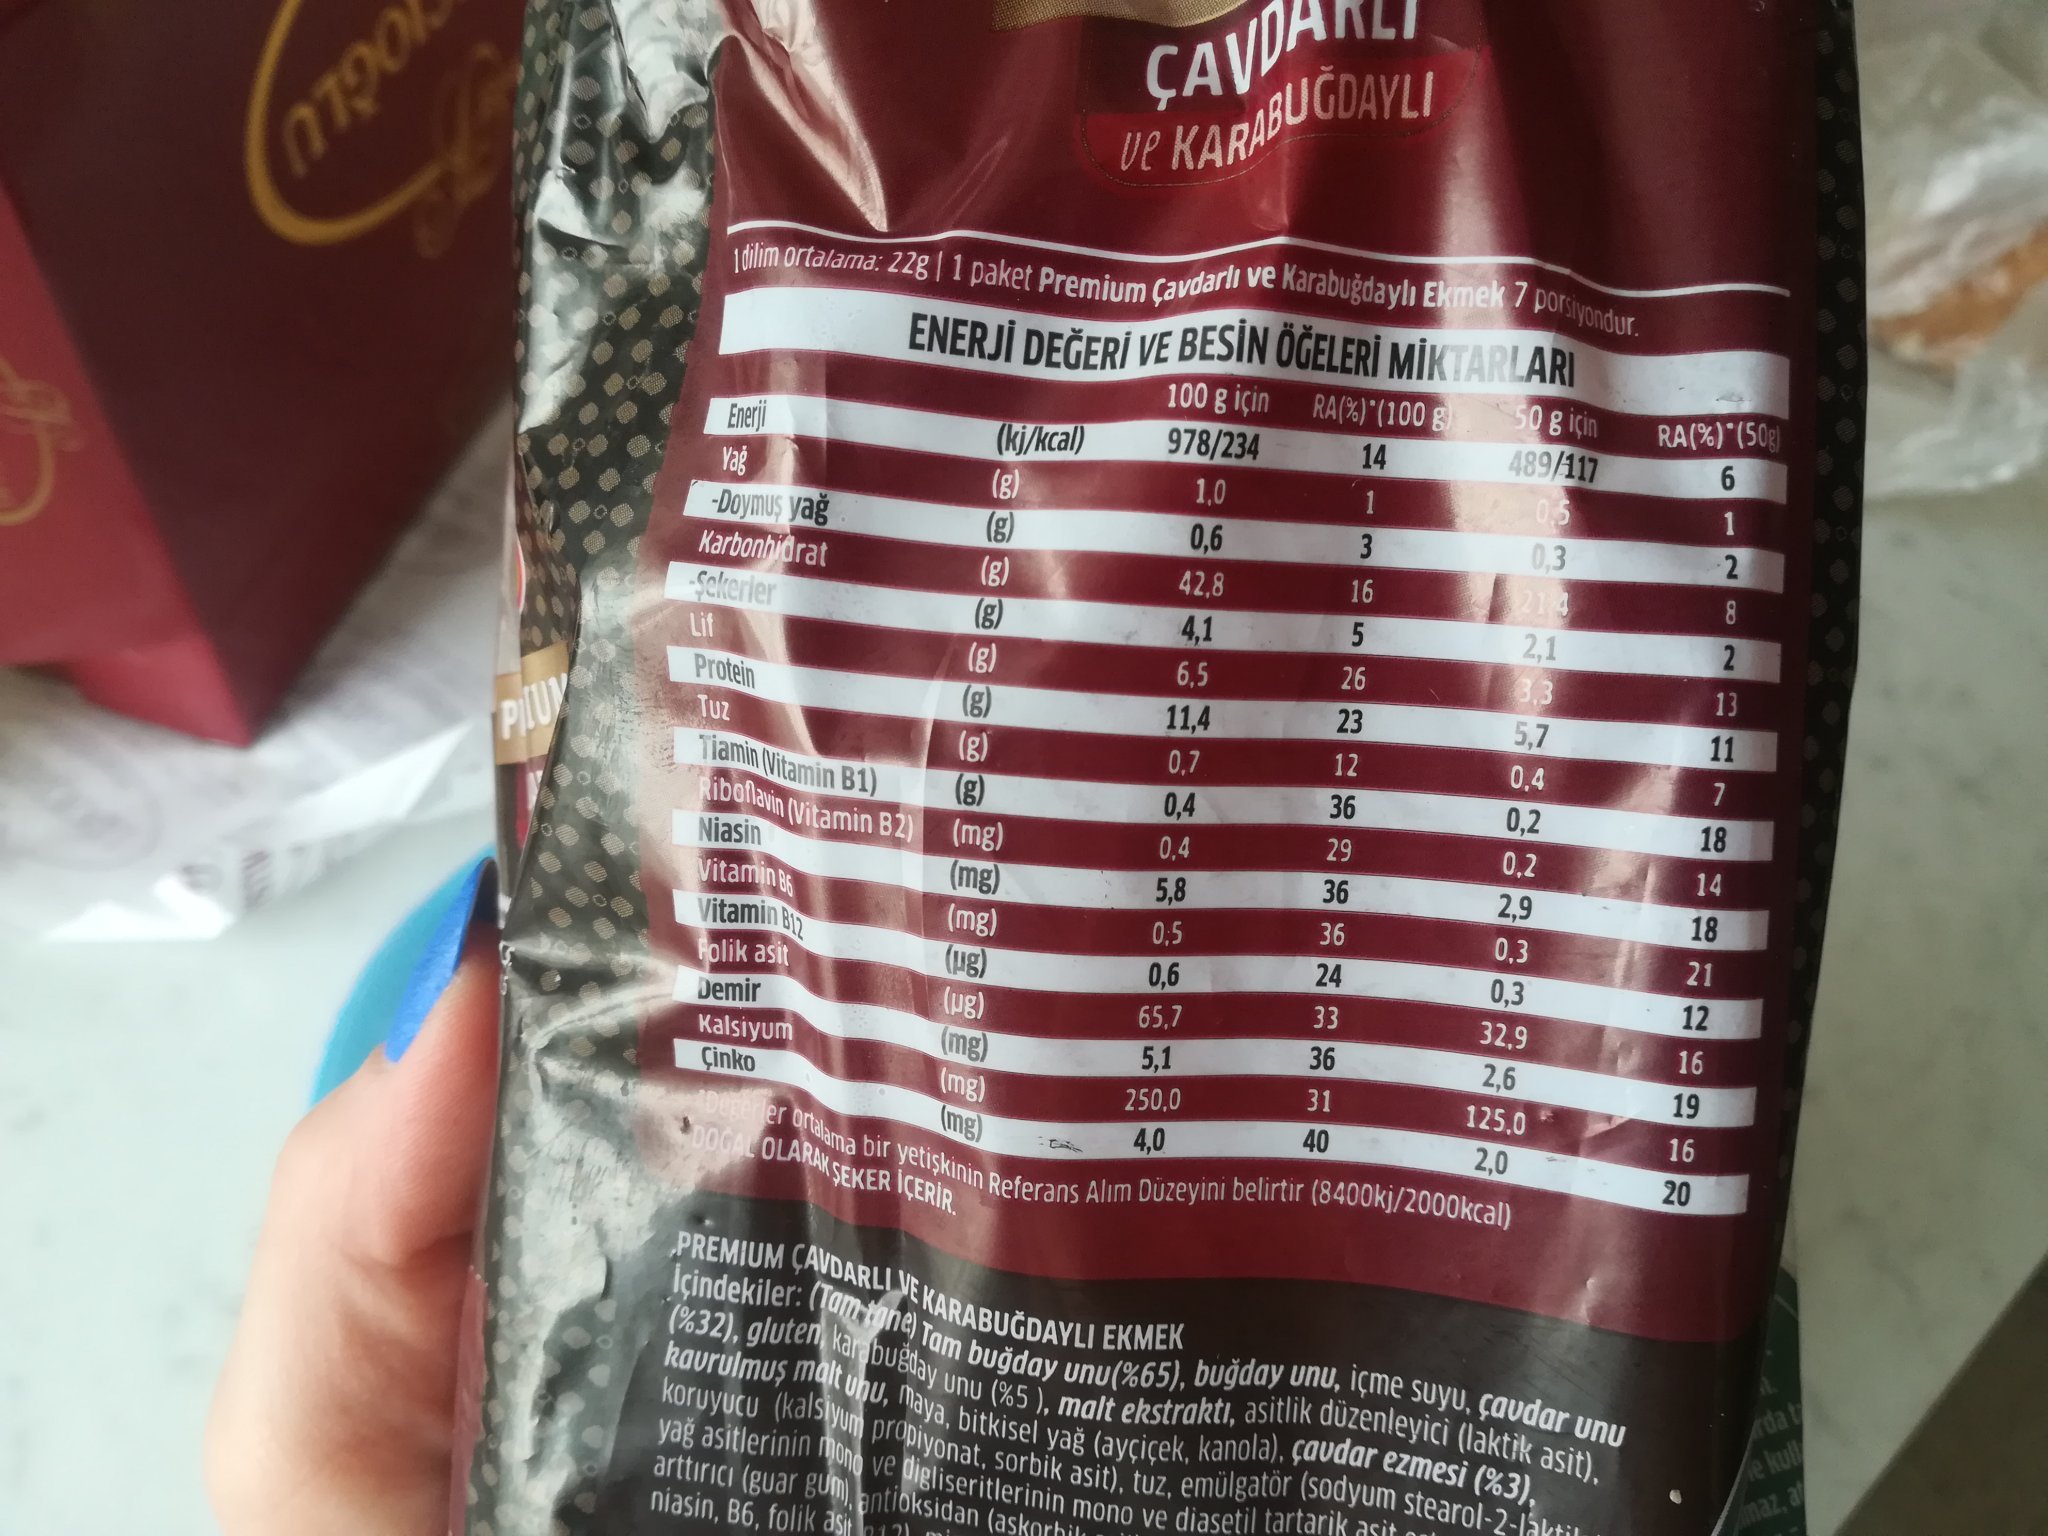 ÇAVDARLI
ve KARABUĞDAYLI
1 dilim ortalama: 22g | 1 paket Premium Çavdarlı ve Karabuğdaylı Ekmek 7 porsiyondur.
ENERJİ DEĞERİ VE BESİN ÖĞELERİ MİKTARLARI
100 g için RA(%)*(100 g) 50 g için RA(%)*(50g)
Enerji (kj/kcal) 978/234 14 489/117 6
Yağ (g) 1,0 1 0,5 1
-Doymuş yağ (g) 0,6 3 0,3 2
Karbonhidrat (g) 42,8 16 21,4 8
-Şekerler (g) 4,1 5 2,1 2
Lif (g) 6,5 26 3,3 13
Protein (g) 11,4 23 5,7 11
Tuz (g) 0,7 12 0,4 7
Tiamin (Vitamin B1) (g) 0,4 36 0,2 18
Riboflavin (Vitamin B2) (mg) 0,4 29 0,2 14
Niasin (mg) 5,8 36 2,9 18
Vitamin B6 (mg) 0,5 36 0,3 21
Vitamin B12 (µg) 0,6 24 0,3 12
Folik asit (µg) 65,7 33 32,9 16
Demir (mg) 5,1 36 2,6 19
Kalsiyum (mg) 250,0 31 125,0 16
Çinko (mg) 4,0 40 2,0 20
*Değerler ortalama bir yetişkinin Referans Alım Düzeyini belirtir (8400kj/2000kcal)
DOĞAL OLARAK ŞEKER İÇERİR.
PREMIUM ÇAVDARLI VE KARABUĞDAYLI EKMEK
İçindekiler: (Tam tane) Tam buğday unu(%65), buğday unu, içme suyu, çavdar unu
(%32), gluten, karabuğday unu (%5 ), malt ekstraktı, asitlik düzenleyici (laktik asit),
kavrulmuş malt unu, maya, bitkisel yağ (ayçiçek, kanola), çavdar ezmesi (%3),
koruyucu (kalsiyum propiyonat, sorbik asit), tuz, emülgatör (sodyum stearol-2-
yağ asitlerinin mono ve digliseritlerinin mono ve diasetil tartarik asit
arttırıcı (guar gum), antioksidan
niasin, B6, folik asit